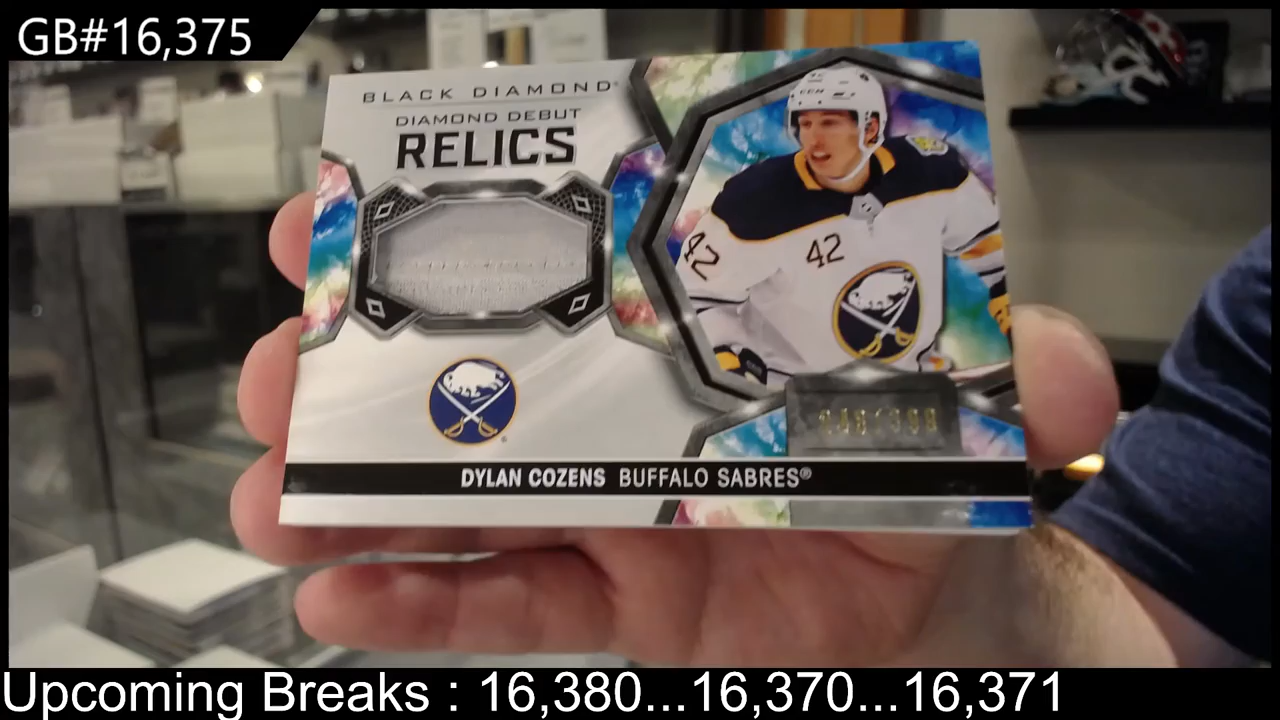 GB#16,375
BLACK DIAMOND
DIAMOND DEBUT
RELICS
42
42
DYLAN COZENS BUFFALO SABRES®
Upcoming Breaks : 16,380...16,370...16,371